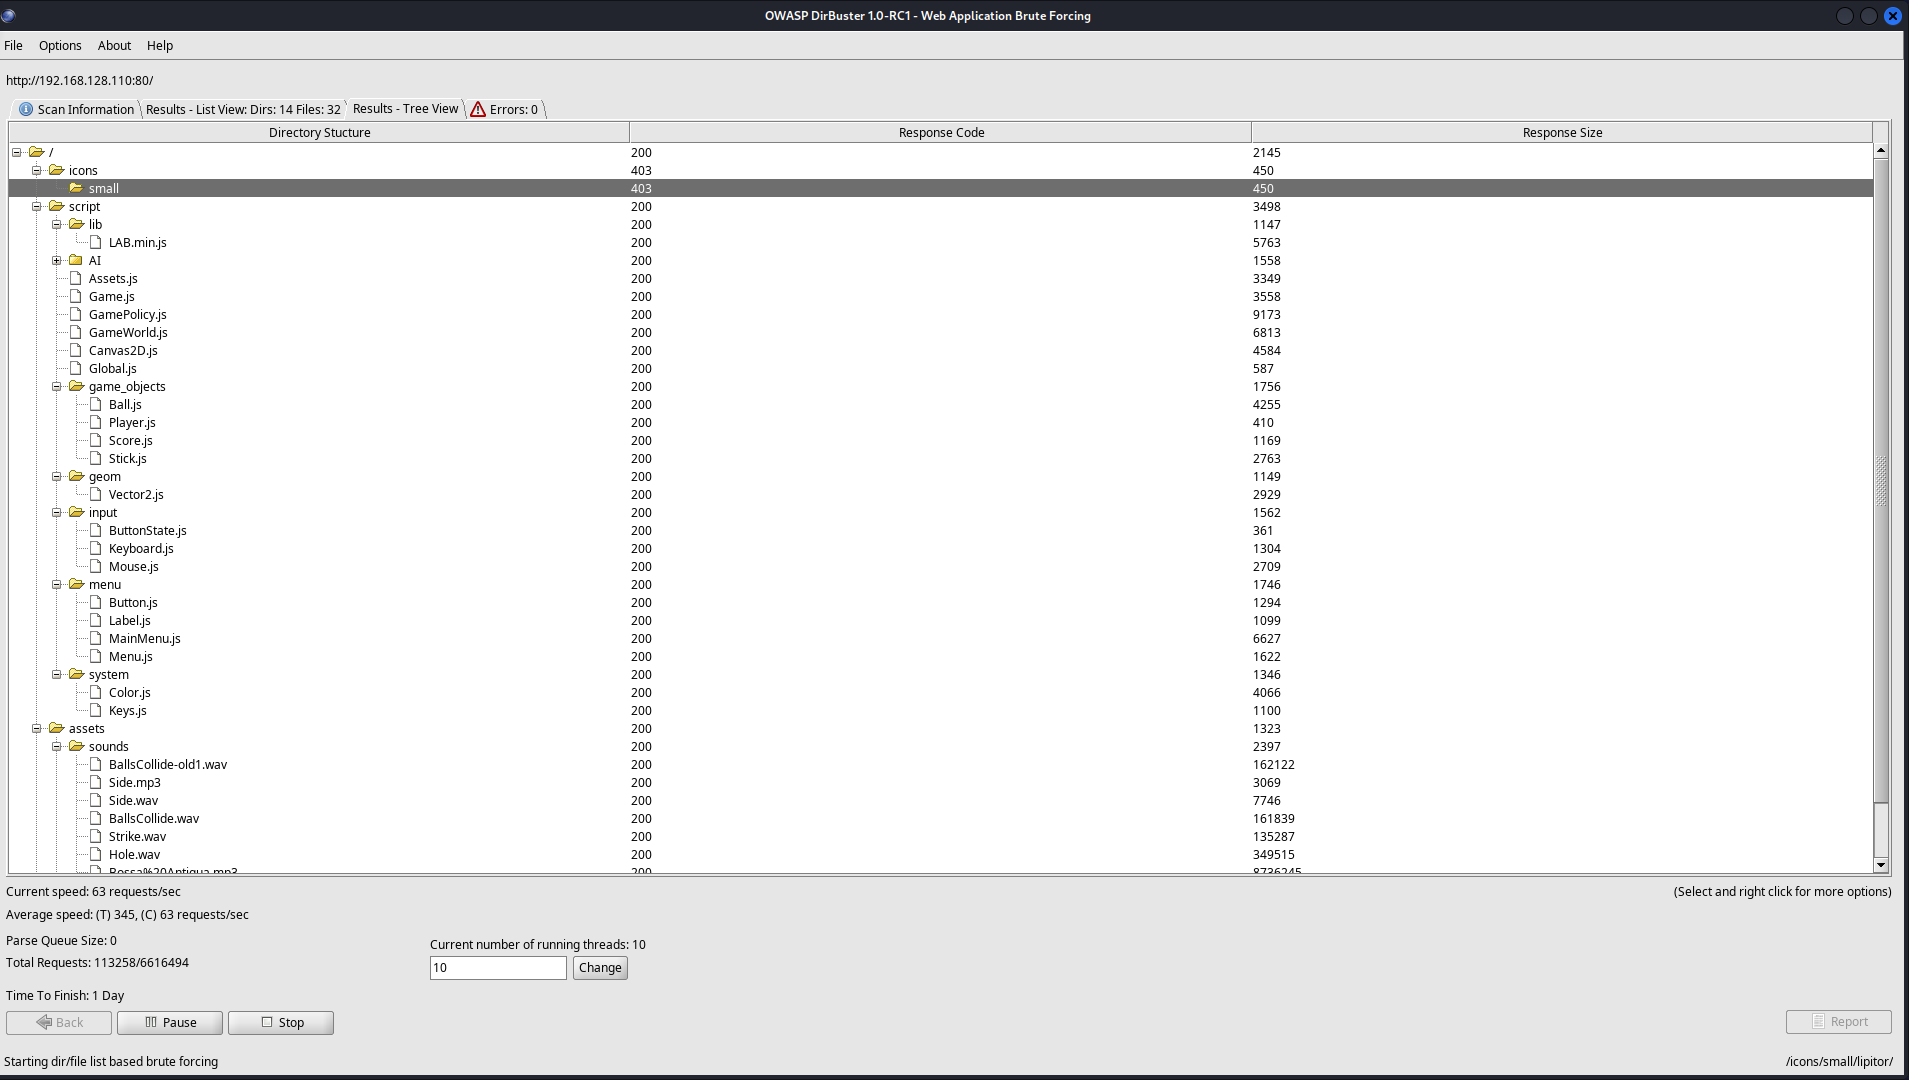 OWASP DirBuster 1.0-RC1 - Web Application Brute Forcing
File Options About Help
http://192.168.128.110:80/
Scan Information Results - List View: Dirs: 14 Files: 32 Results - Tree View Errors: 0
Directory Stucture Response Code Response Size
/ 200 2145
icons 403 450
small 403 450
script 200 3498
lib 200 1147
LAB.min.js 200 5763
AI 200 1558
Assets.js 200 3349
Game.js 200 3558
GamePolicy.js 200 9173
GameWorld.js 200 6813
Canvas2D.js 200 4584
Global.js 200 587
game_objects 200 1756
Ball.js 200 4255
Player.js 200 410
Score.js 200 1169
Stick.js 200 2763
geom 200 1149
Vector2.js 200 2929
input 200 1562
ButtonState.js 200 361
Keyboard.js 200 1304
Mouse.js 200 2709
menu 200 1746
Button.js 200 1294
Label.js 200 1099
MainMenu.js 200 6627
Menu.js 200 1622
system 200 1346
Color.js 200 4066
Keys.js 200 1100
assets 200 1323
sounds 200 2397
BallsCollide-old1.wav 200 162122
Side.mp3 200 3069
Side.wav 200 7746
BallsCollide.wav 200 161839
Strike.wav 200 135287
Hole.wav 200 349515
Bossa%20Antigua.mp3 200 8736245
Current speed: 63 requests/sec (Select and right click for more options)
Average speed: (T) 345, (C) 63 requests/sec
Parse Queue Size: 0
Current number of running threads: 10
Total Requests: 113258/6616494
10 Change
Time To Finish: 1 Day
Back Pause Stop Report
Starting dir/file list based brute forcing /icons/small/lipitor/